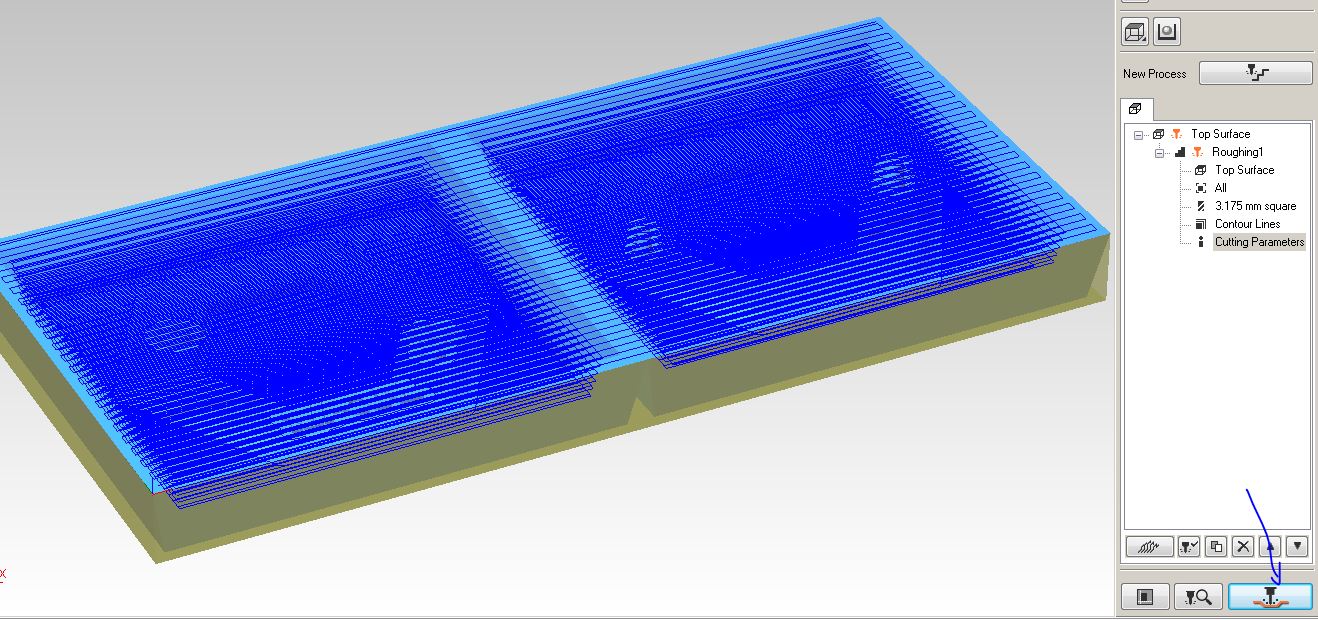 New Process
Top Surface
Roughing1
Top Surface
All
3.175 mm square
Contour Lines
Cutting Parameters
X